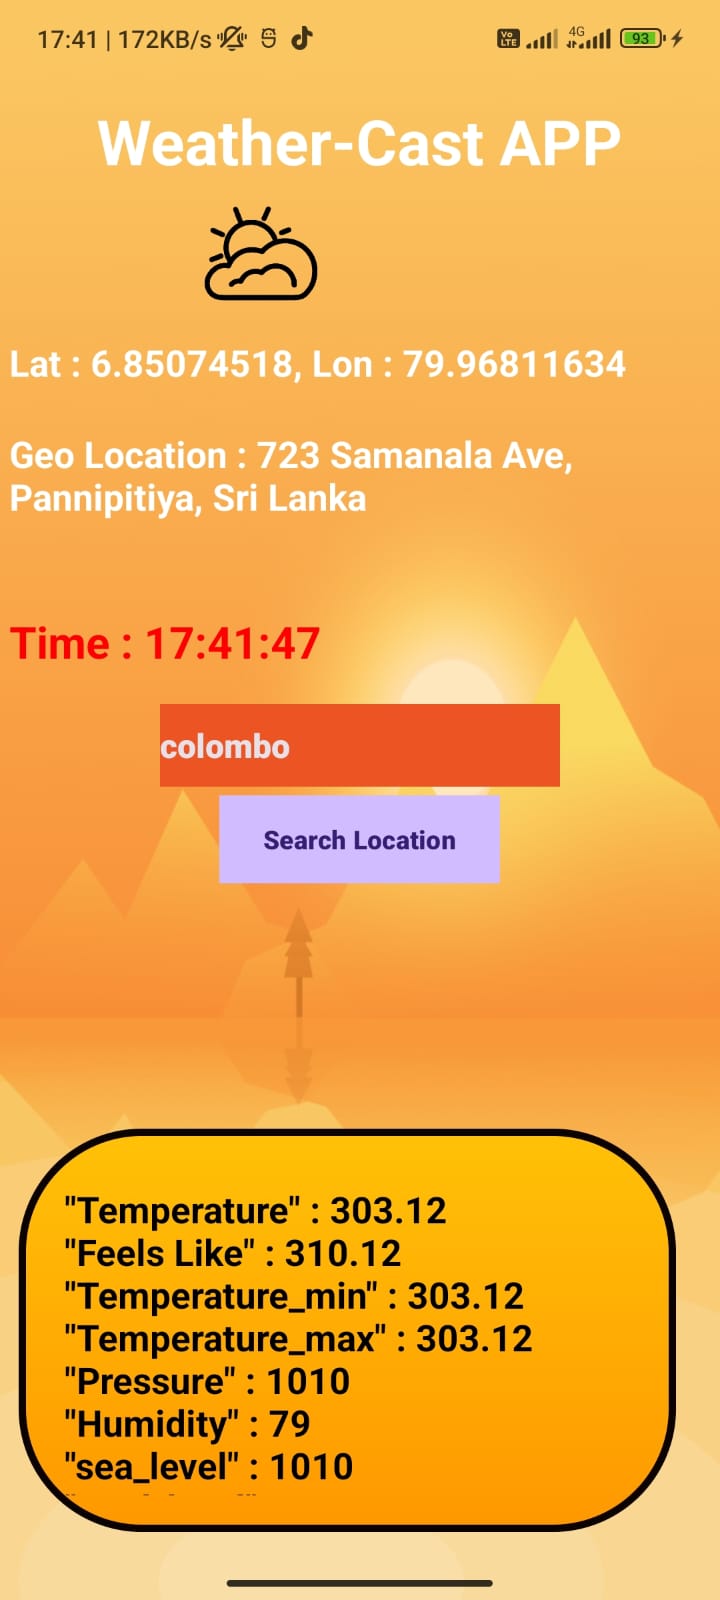 17:41 | 172KB/s
Vo LTE 4G 93
Weather-Cast APP
Lat : 6.85074518, Lon : 79.96811634
Geo Location : 723 Samanala Ave,
Pannipitiya, Sri Lanka
Time : 17:41:47
colombo
Search Location
"Temperature" : 303.12
"Feels Like" : 310.12
"Temperature_min" : 303.12
"Temperature_max" : 303.12
"Pressure" : 1010
"Humidity" : 79
"sea_level" : 1010